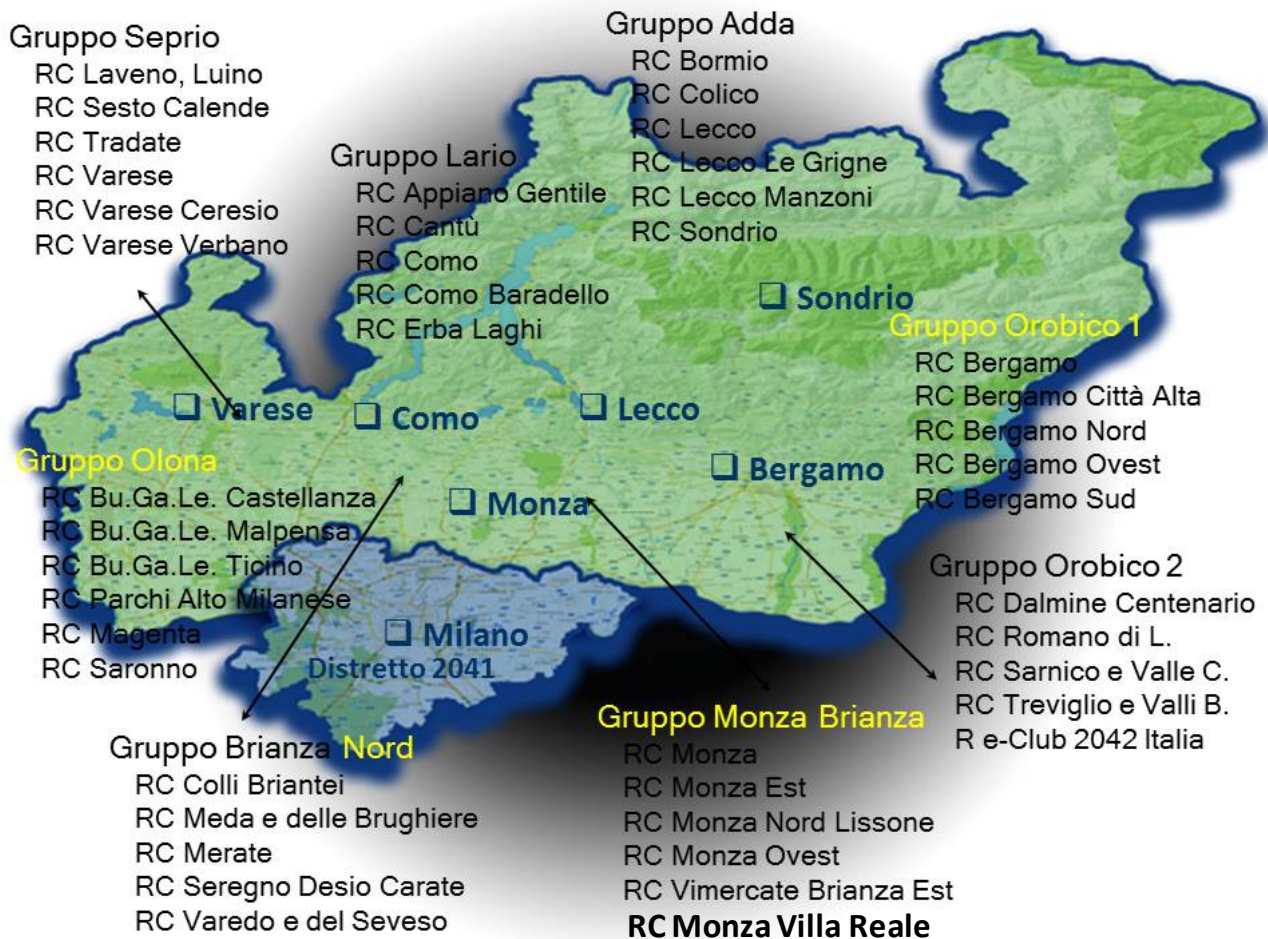 Gruppo Seprio
RC Laveno, Luino
RC Sesto Calende
RC Tradate
RC Varese
RC Varese Ceresio
RC Varese Verbano
Gruppo Lario
RC Appiano Gentile
RC Cantù
RC Como
RC Como Baradello
RC Erba Laghi
Gruppo Adda
RC Bormio
RC Colico
RC Lecco
RC Lecco Le Grigne
RC Lecco Manzoni
RC Sondrio
Sondrio
Gruppo Orobico 1
RC Bergamo
RC Bergamo Città Alta
RC Bergamo Nord
RC Bergamo Ovest
RC Bergamo Sud
Varese
Como
Lecco
Bergamo
Monza
Gruppo Olona
RC Bu.Ga.Le. Castellanza
RC Bu.Ga.Le. Malpensa
RC Bu.Ga.Le. Ticino
RC Parchi Alto Milanese
RC Magenta
RC Saronno
Milano
Distretto 2041
Gruppo Orobico 2
RC Dalmine Centenario
RC Romano di L.
RC Sarnico e Valle C.
RC Treviglio e Valli B.
R e-Club 2042 Italia
Gruppo Brianza Nord
RC Colli Briantei
RC Meda e delle Brughiere
RC Merate
RC Seregno Desio Carate
RC Varedo e del Seveso
Gruppo Monza Brianza
RC Monza
RC Monza Est
RC Monza Nord Lissone
RC Monza Ovest
RC Vimercate Brianza Est
RC Monza Villa Reale